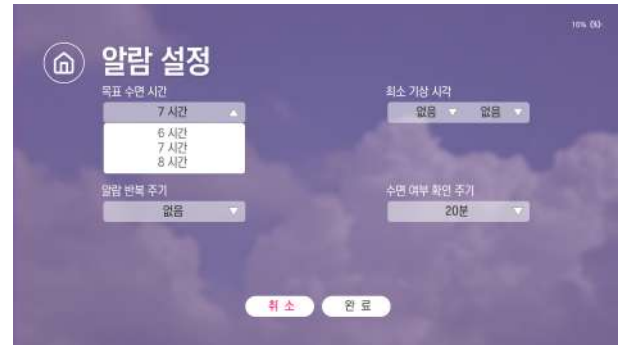 알람 설정
목표 수면 시간
7 시간
6 시간
7 시간
8 시간
최소 기상 시각
없음 없음
알람 반복 주기
없음
수면 여부 확인 주기
20분
취 소
완 료